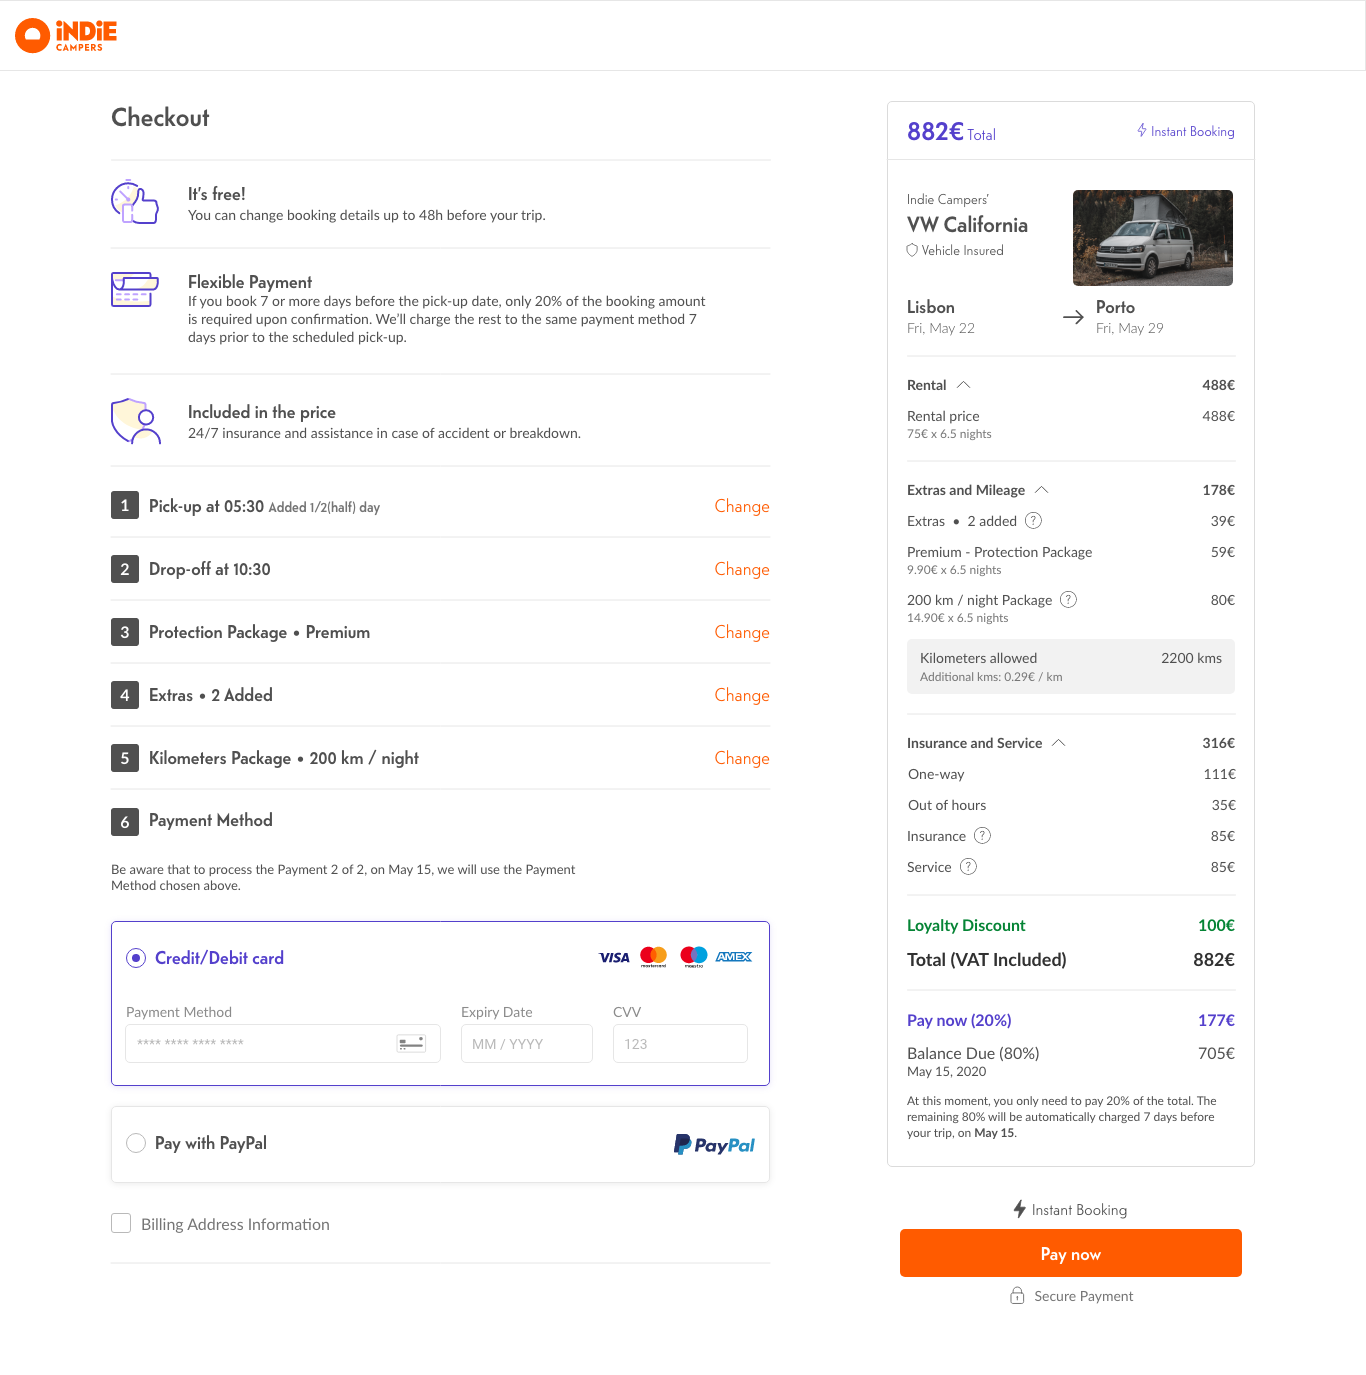 iNDiE
CAMPERS
Checkout
It's free!
You can change booking details up to 48h before your trip.
Flexible Payment
If you book 7 or more days before the pick-up date, only 20% of the booking amount
is required upon confirmation. We'll charge the rest to the same payment method 7
days prior to the scheduled pick-up.
Included in the price
24/7 insurance and assistance in case of accident or breakdown.
1 Pick-up at 05:30 Added 1/2(half) day Change
2 Drop-off at 10:30 Change
3 Protection Package • Premium Change
4 Extras • 2 Added Change
5 Kilometers Package • 200 km / night Change
6 Payment Method
Be aware that to process the Payment 2 of 2, on May 15, we will use the Payment
Method chosen above.
Credit/Debit card VISA mastercard maestro AMEX
Payment Method Expiry Date CVV
**** **** **** **** MM / YYYY 123
Pay with PayPal PayPal
Billing Address Information
882€ Total Instant Booking
Indie Campers'
VW California
Vehicle Insured
Lisbon → Porto
Fri, May 22 Fri, May 29
Rental 488€
Rental price 488€
75€ x 6.5 nights
Extras and Mileage 178€
Extras • 2 added ? 39€
Premium - Protection Package 59€
9.90€ x 6.5 nights
200 km / night Package ? 80€
14.90€ x 6.5 nights
Kilometers allowed 2200 kms
Additional kms: 0.29€ / km
Insurance and Service 316€
One-way 111€
Out of hours 35€
Insurance ? 85€
Service ? 85€
Loyalty Discount 100€
Total (VAT Included) 882€
Pay now (20%) 177€
Balance Due (80%) 705€
May 15, 2020
At this moment, you only need to pay 20% of the total. The
remaining 80% will be automatically charged 7 days before
your trip, on May 15.
Instant Booking
Pay now
Secure Payment